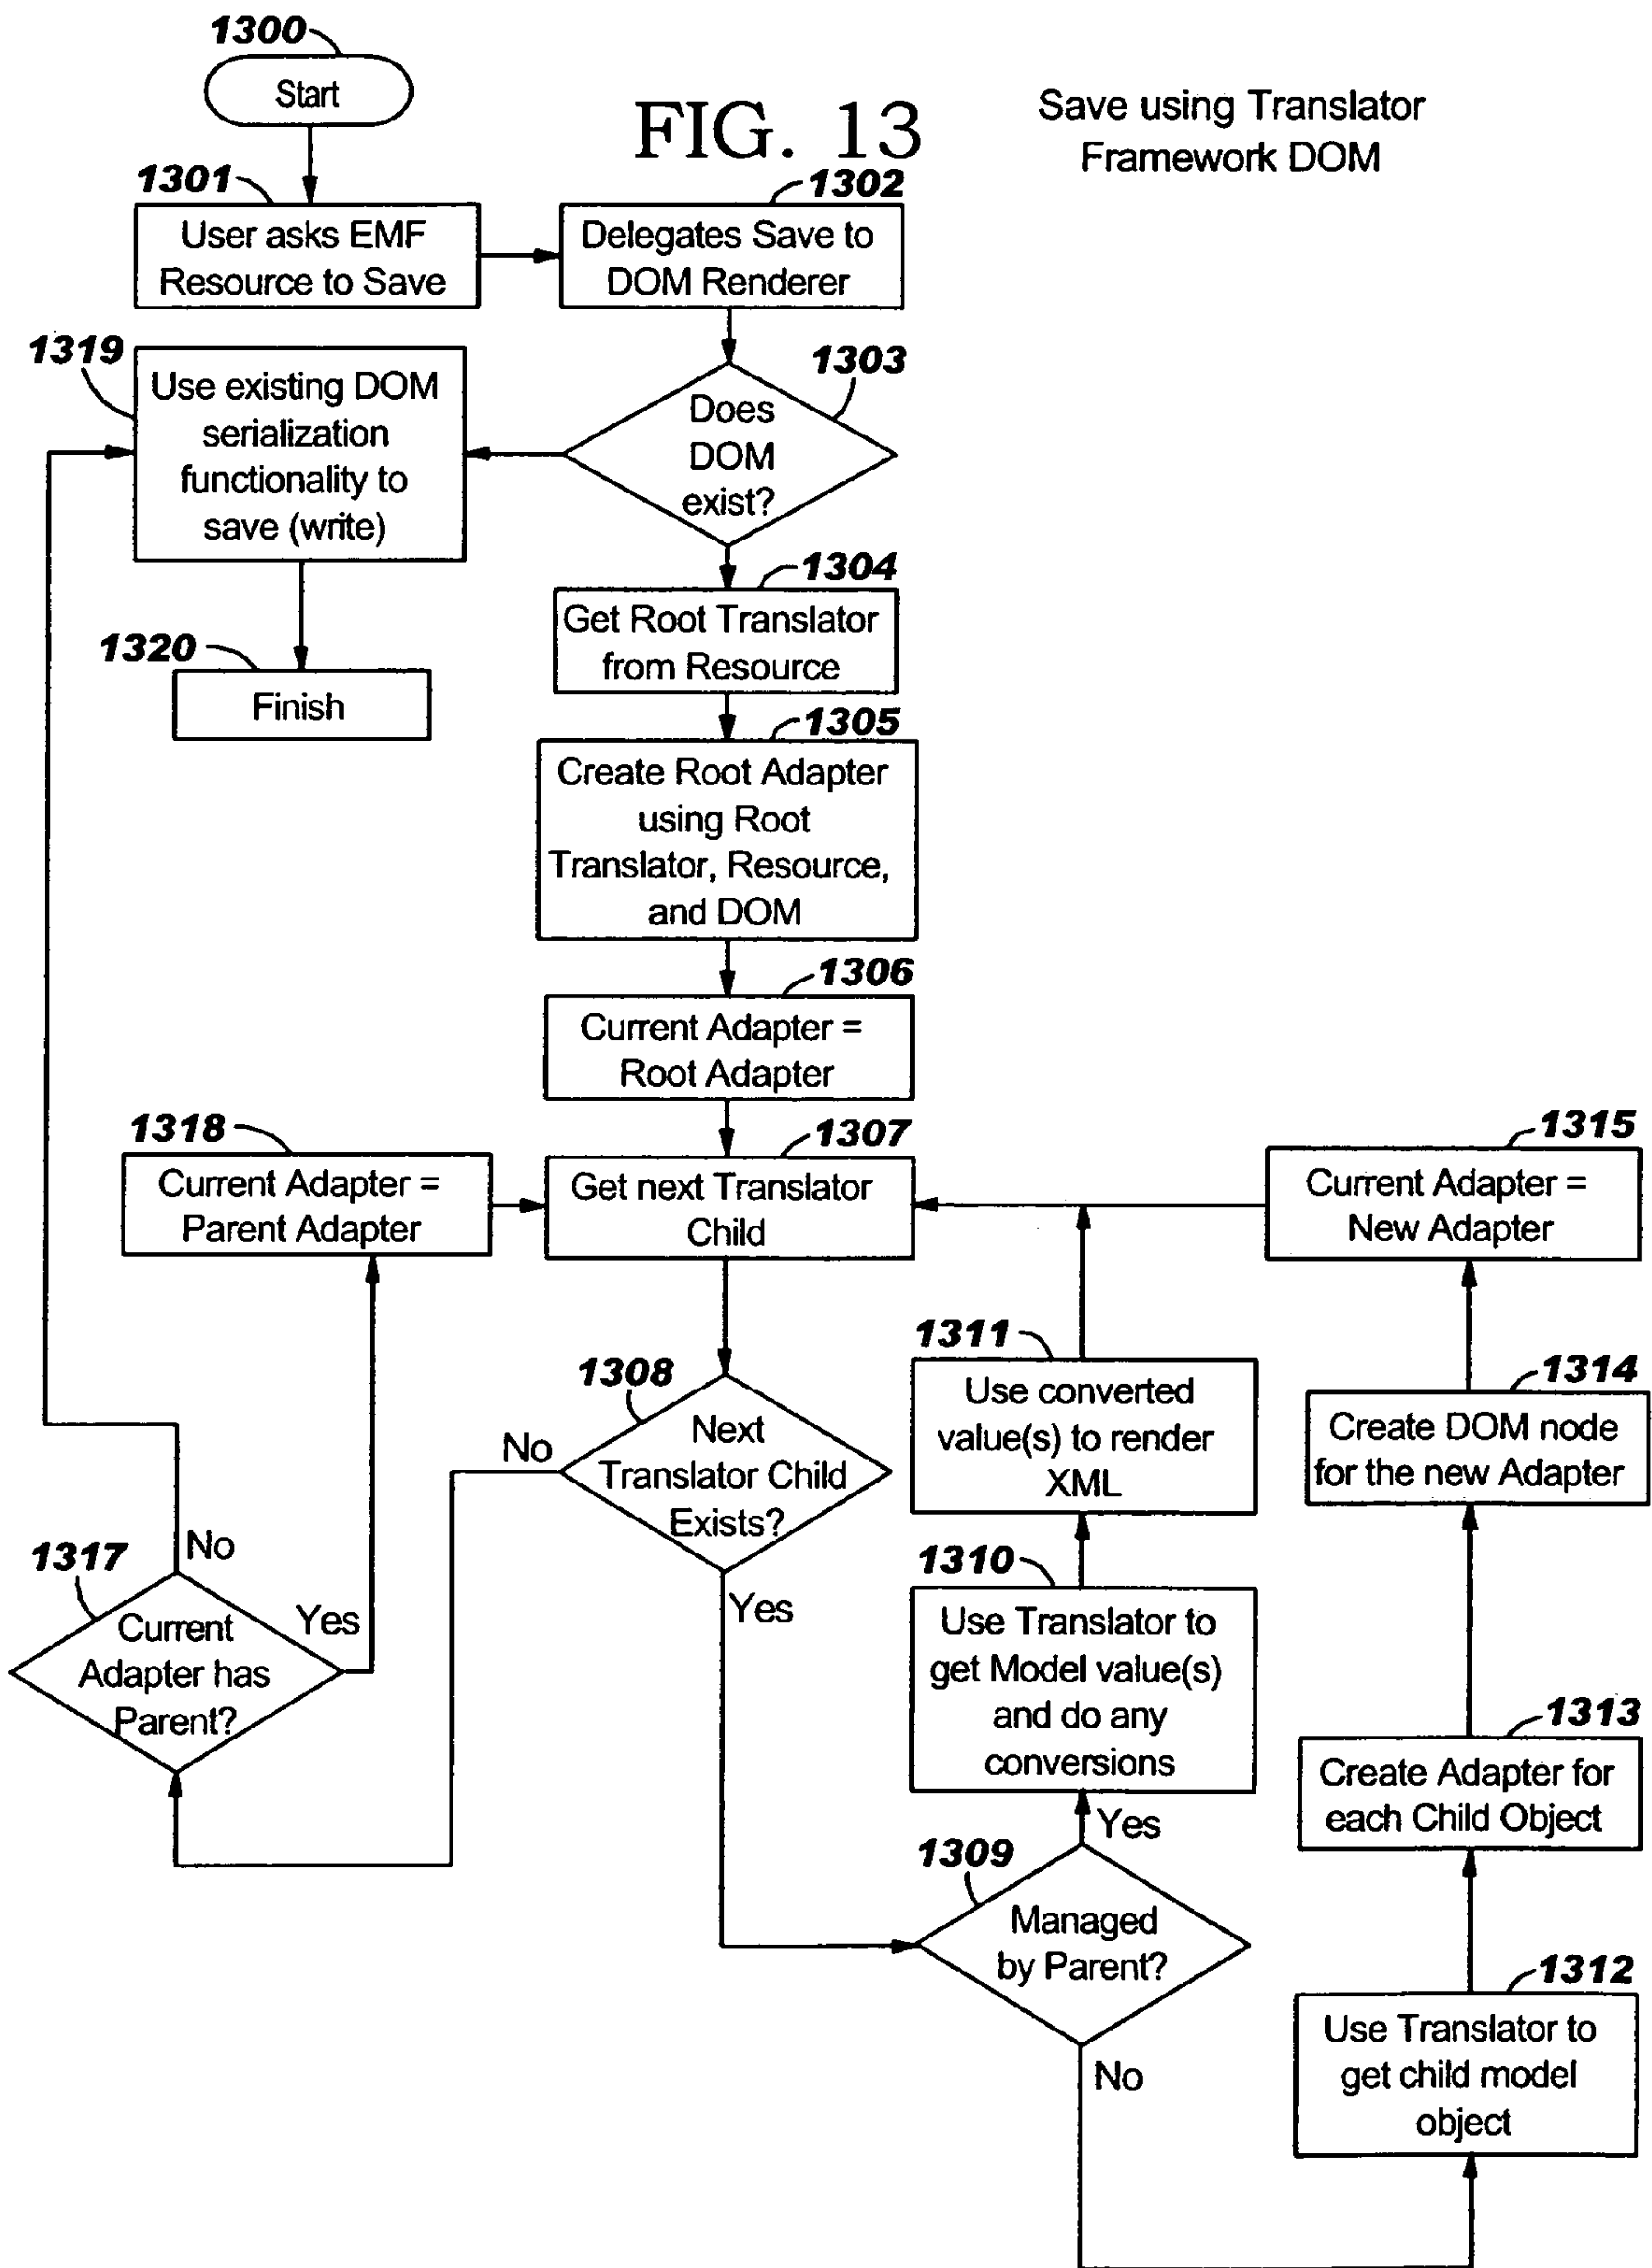 1300
Start
FIG. 13
Save using Translator
Framework DOM
1301
User asks EMF
Resource to Save
1302
Delegates Save to
DOM Renderer
1303
Does
DOM
exist?
1319
Use existing DOM
serialization
functionality to
save (write)
1320
Finish
1304
Get Root Translator
from Resource
1305
Create Root Adapter
using Root
Translator, Resource,
and DOM
1306
Current Adapter =
Root Adapter
1318
Current Adapter =
Parent Adapter
1307
Get next Translator
Child
1315
Current Adapter =
New Adapter
1308
Next
Translator Child
Exists?
No
Yes
1311
Use converted
value(s) to render
XML
1314
Create DOM node
for the new Adapter
1317
Current
Adapter has
Parent?
No
Yes
1310
Use Translator to
get Model value(s)
and do any
conversions
1313
Create Adapter for
each Child Object
1309
Managed
by Parent?
Yes
No
1312
Use Translator to
get child model
object